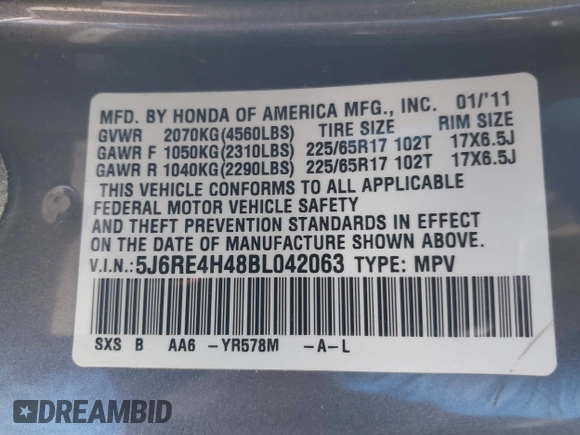 MFD. BY HONDA OF AMERICA MFG., INC. 01/'11
GVWR 2070KG(4560LBS) TIRE SIZE RIM SIZE
GAWR F 1050KG(2310LBS) 225/65R17 102T 17X6.5J
GAWR R 1040KG(2290LBS) 225/65R17 102T 17X6.5J
THIS VEHICLE CONFORMS TO ALL APPLICABLE
FEDERAL MOTOR VEHICLE SAFETY
AND THEFT PREVENTION STANDARDS IN EFFECT
ON THE DATE OF MANUFACTURE SHOWN ABOVE.
V.I.N.:5J6RE4H48BL042063 TYPE: MPV
SXS B AA6 -YR578M -A-L
DREAMBID